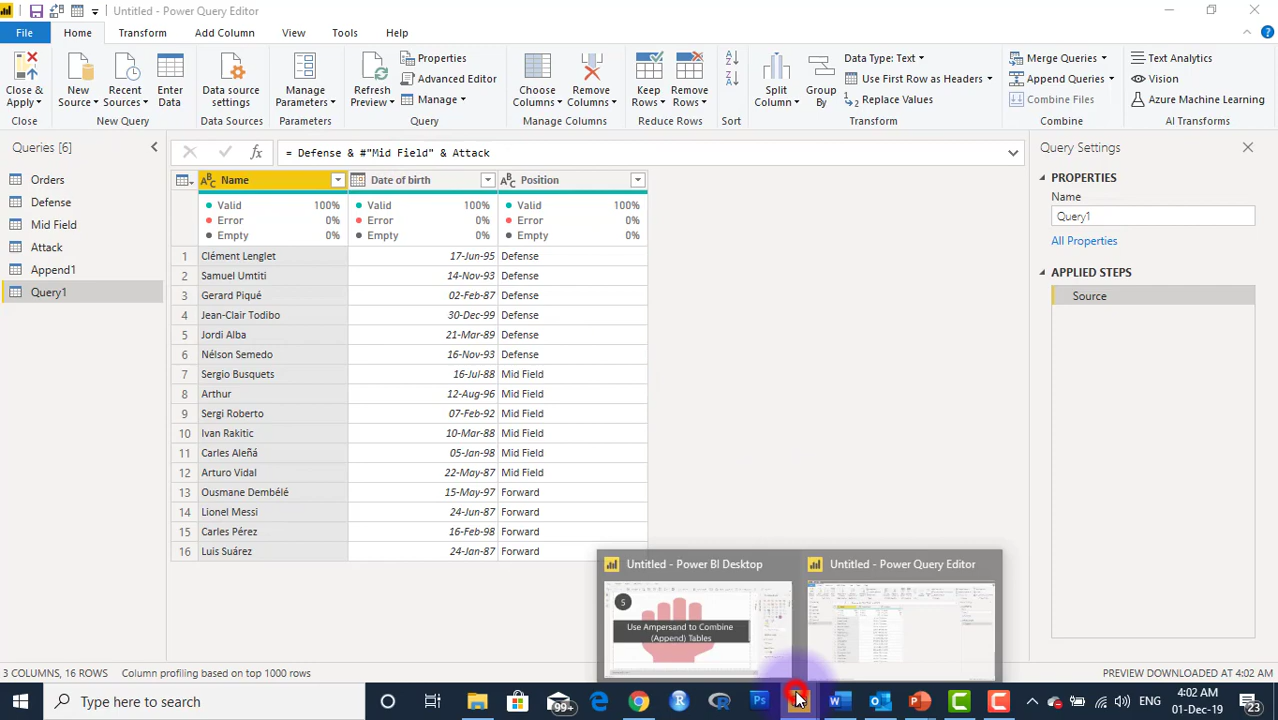 Untitled - Power Query Editor
File Home Transform Add Column View Tools Help
Close & Apply
New Source
Recent Sources
Enter Data
Data source settings
Manage Parameters
Refresh Preview
Properties
Advanced Editor
Manage
Choose Columns
Remove Columns
Keep Rows
Remove Rows
Split Column
Group By
Data Type: Text
Use First Row as Headers
Replace Values
Merge Queries
Append Queries
Combine Files
Text Analytics
Vision
Azure Machine Learning
Close New Query Data Sources Parameters Query Manage Columns Reduce Rows Sort Transform Combine AI Transforms
Queries [6]
Orders
Defense
Mid Field
Attack
Append1
Query1
= Defense & #"Mid Field" & Attack
Name Date of birth Position
Valid 100% Valid 100% Valid 100%
Error 0% Error 0% Error 0%
Empty 0% Empty 0% Empty 0%
1 Clément Lenglet 17-Jun-95 Defense
2 Samuel Umtiti 14-Nov-93 Defense
3 Gerard Piqué 02-Feb-87 Defense
4 Jean-Clair Todibo 30-Dec-99 Defense
5 Jordi Alba 21-Mar-89 Defense
6 Nélson Semedo 16-Nov-93 Defense
7 Sergio Busquets 16-Jul-88 Mid Field
8 Arthur 12-Aug-96 Mid Field
9 Sergi Roberto 07-Feb-92 Mid Field
10 Ivan Rakitic 10-Mar-88 Mid Field
11 Carles Aleñá 05-Jan-98 Mid Field
12 Arturo Vidal 22-May-87 Mid Field
13 Ousmane Dembélé 15-May-97 Forward
14 Lionel Messi 24-Jun-87 Forward
15 Carles Pérez 16-Feb-98 Forward
16 Luis Suárez 24-Jan-87 Forward
Query Settings
PROPERTIES
Name
Query1
All Properties
APPLIED STEPS
Source
Untitled - Power BI Desktop
5
Use Ampersand to Combine
(Append) Tables
Untitled - Power Query Editor
3 COLUMNS, 16 ROWS Column profiling based on top 1000 rows
PREVIEW DOWNLOADED AT 4:02 AM
Type here to search
99+
ENG
4:02 AM
01-Dec-19
23